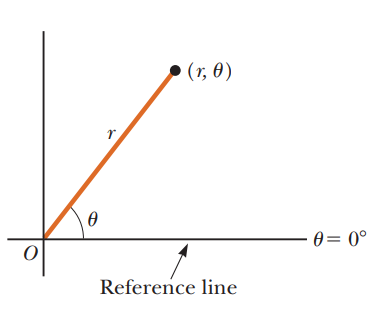 (r, θ)
r
θ
θ = 0°
O
Reference line